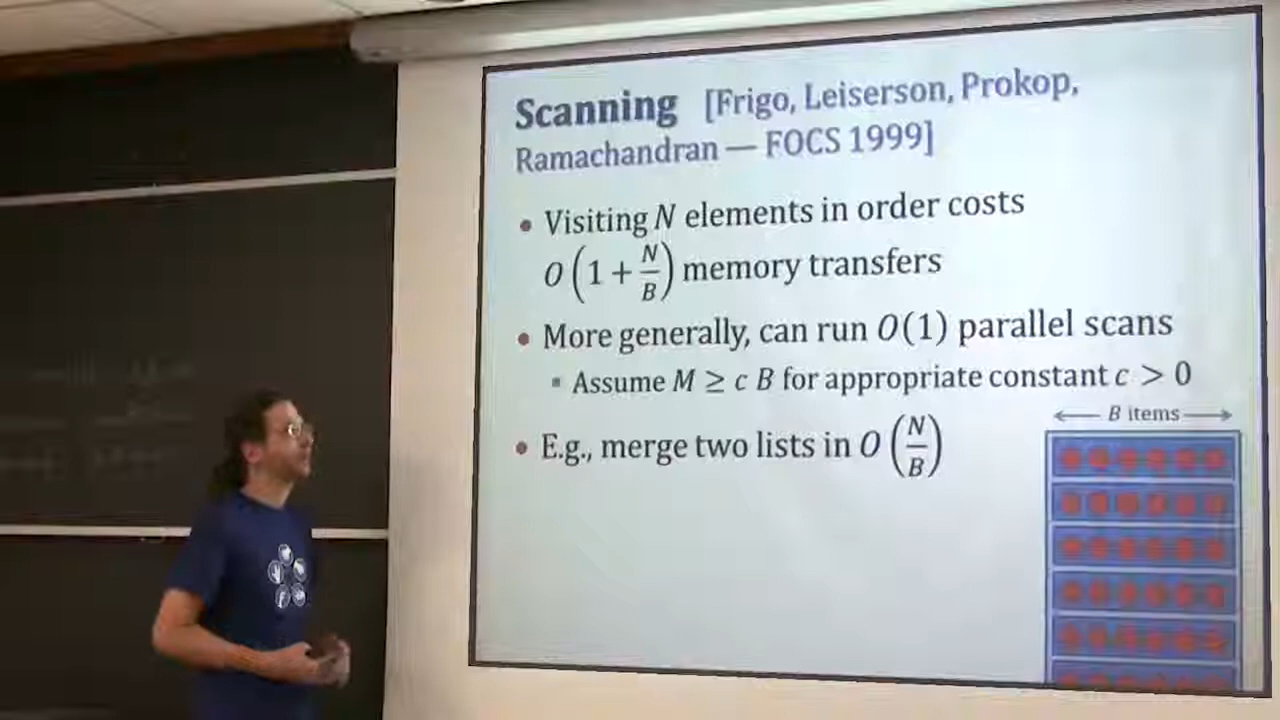 Scanning [Frigo, Leiserson, Prokop,
Ramachandran — FOCS 1999]
• Visiting N elements in order costs
O(1 + N/B) memory transfers
• More generally, can run O(1) parallel scans
▪ Assume M ≥ c B for appropriate constant c > 0
← B items →
• E.g., merge two lists in O(N/B)